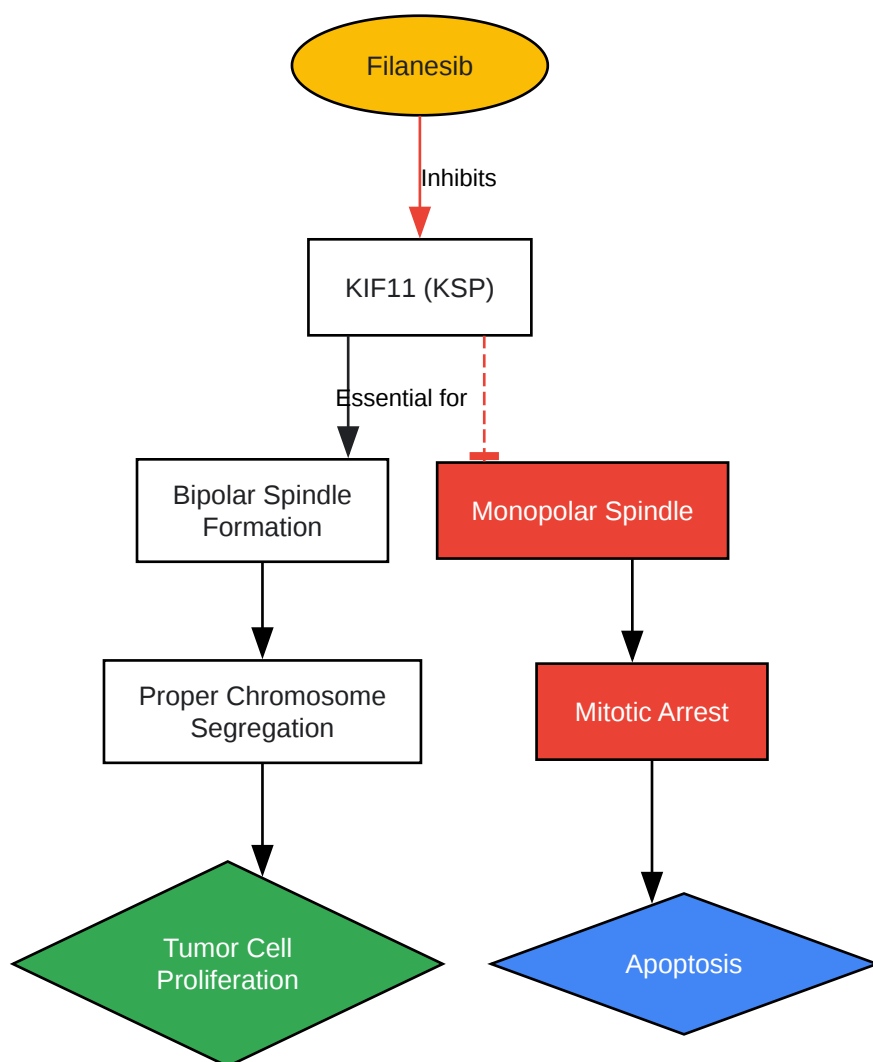 Filanesib
Inhibits
KIF11 (KSP)
Essential for
Bipolar Spindle
Formation
Monopolar Spindle
Proper Chromosome
Segregation
Mitotic Arrest
Tumor Cell
Proliferation
Apoptosis